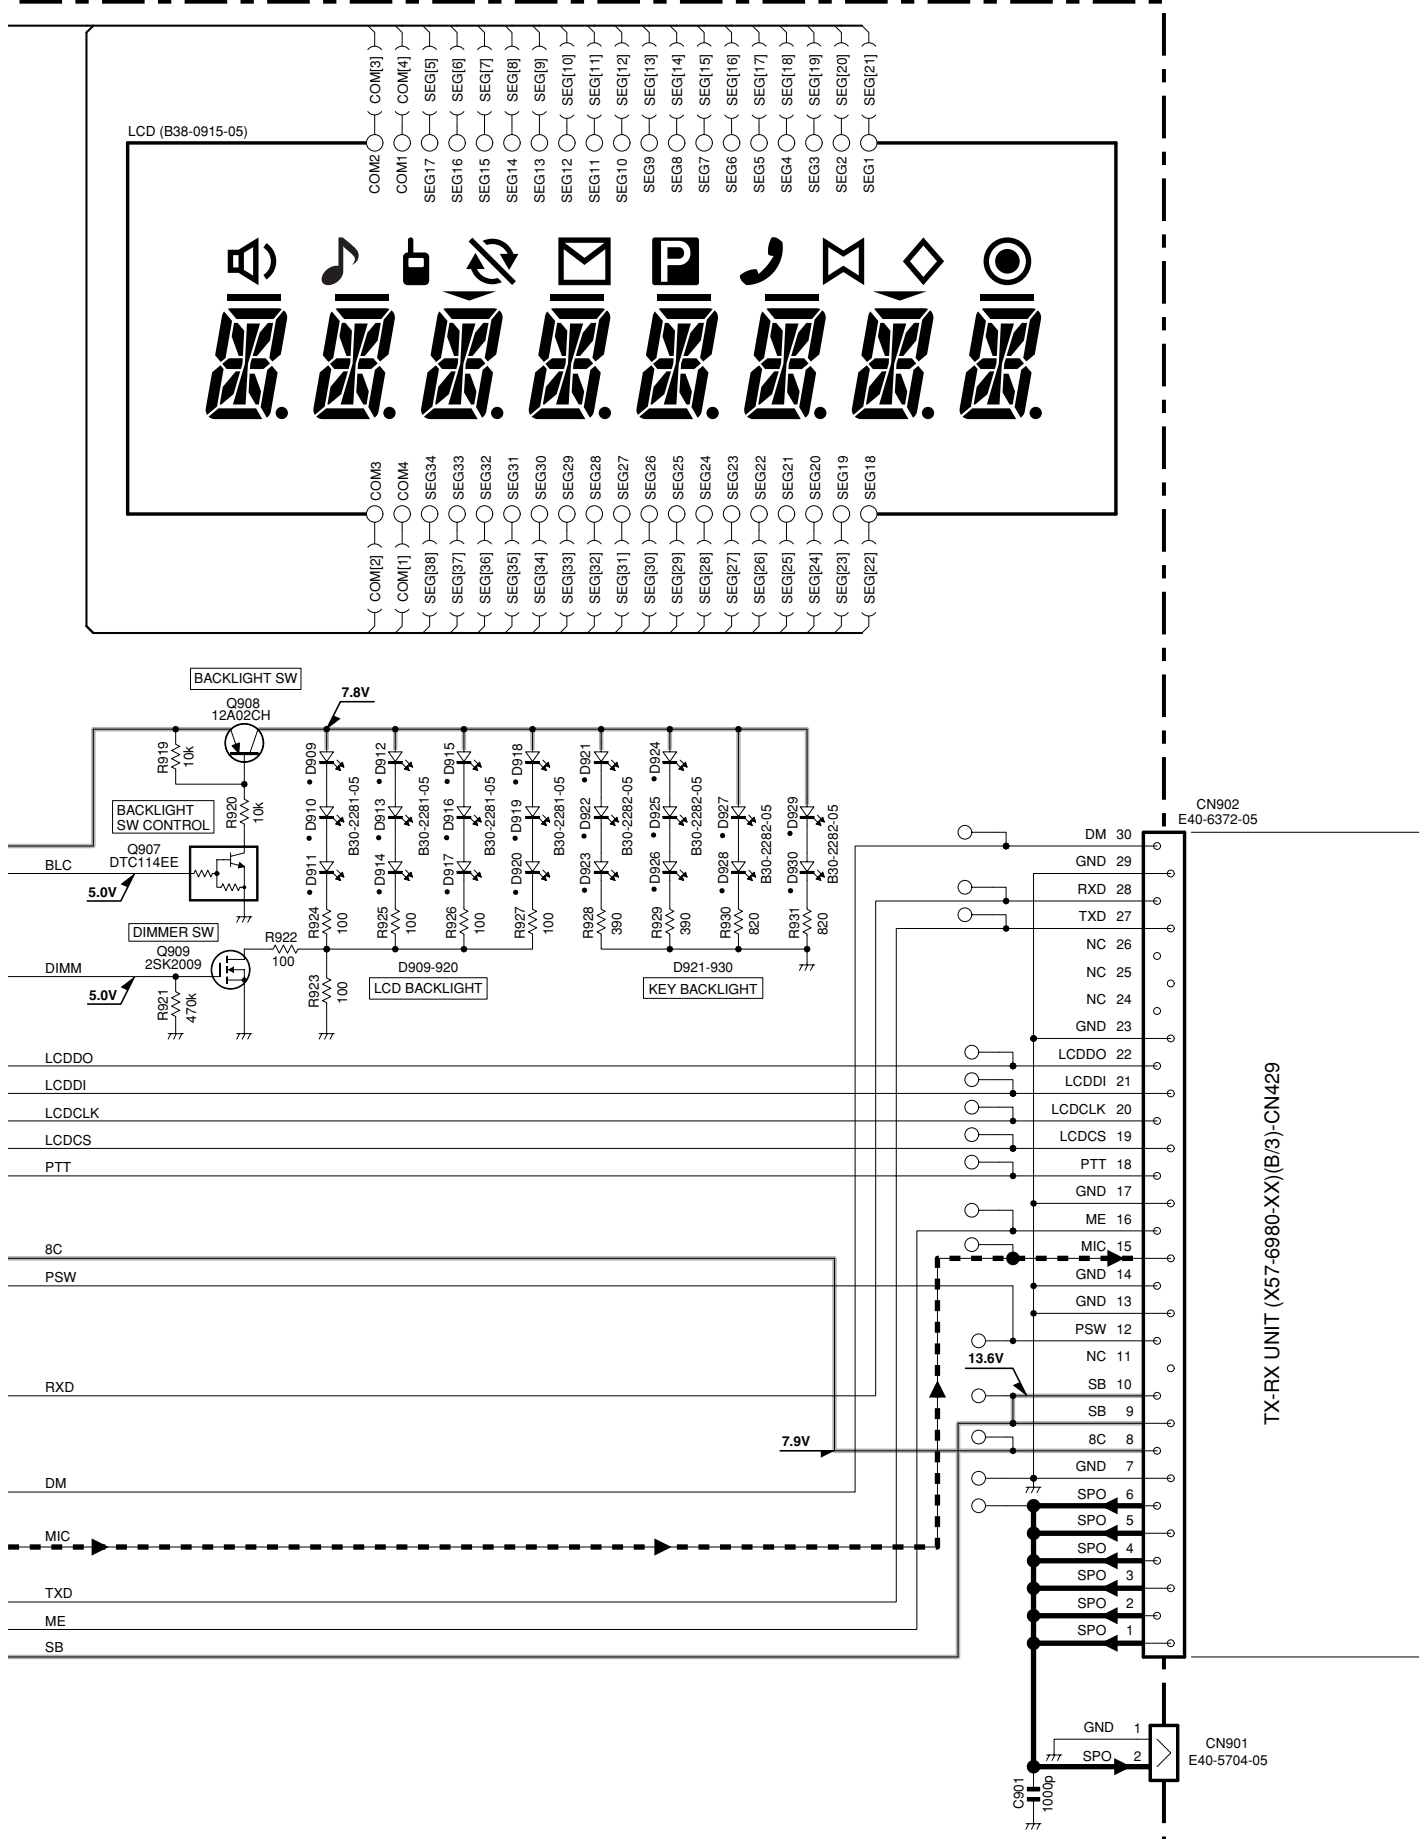 COM[3] COM[4] SEG[5] SEG[6] SEG[7] SEG[8] SEG[9] SEG[10] SEG[11] SEG[12] SEG[13] SEG[14] SEG[15] SEG[16] SEG[17] SEG[18] SEG[19] SEG[20] SEG[21]
LCD (B38-0915-05)
COM2 COM1 SEG17 SEG16 SEG15 SEG14 SEG13 SEG12 SEG11 SEG10 SEG9 SEG8 SEG7 SEG6 SEG5 SEG4 SEG3 SEG2 SEG1
P
COM3 COM4 SEG34 SEG33 SEG32 SEG31 SEG30 SEG29 SEG28 SEG27 SEG26 SEG25 SEG24 SEG23 SEG22 SEG21 SEG20 SEG19 SEG18
COM[2] COM[1] SEG[38] SEG[37] SEG[36] SEG[35] SEG[34] SEG[33] SEG[32] SEG[31] SEG[30] SEG[29] SEG[28] SEG[27] SEG[26] SEG[25] SEG[24] SEG[23] SEG[22]
BACKLIGHT SW
Q908
12A02CH
7.8V
R919
10k
R920
10k
BACKLIGHT
SW CONTROL
Q907
DTC114EE
BLC
5.0V
D909 D912 D915 D918 D921 D924
D910 D913 D916 D919 D922 D925 D927 D929
D911 D914 D917 D920 D923 D926 D928 D930
B30-2281-05 B30-2281-05 B30-2281-05 B30-2281-05 B30-2282-05 B30-2282-05 B30-2282-05 B30-2282-05
R924 100
R925 100
R926 100
R927 100
R928 390
R929 390
R930 820
R931 820
DIMMER SW
Q909
2SK2009
R922
100
DIMM
5.0V
R921
470k
R923
100
D909-920
LCD BACKLIGHT
D921-930
KEY BACKLIGHT
LCDDO
LCDDI
LCDCLK
LCDCS
PTT
8C
PSW
RXD
DM
MIC
TXD
ME
SB
13.6V
7.9V
CN902
E40-6372-05
DM 30
GND 29
RXD 28
TXD 27
NC 26
NC 25
NC 24
GND 23
LCDDO 22
LCDDI 21
LCDCLK 20
LCDCS 19
PTT 18
GND 17
ME 16
MIC 15
GND 14
GND 13
PSW 12
NC 11
SB 10
SB 9
8C 8
GND 7
SPO 6
SPO 5
SPO 4
SPO 3
SPO 2
SPO 1
TX-RX UNIT (X57-6980-XX)(B/3)-CN429
GND 1
SPO 2
CN901
E40-5704-05
C901
1000p